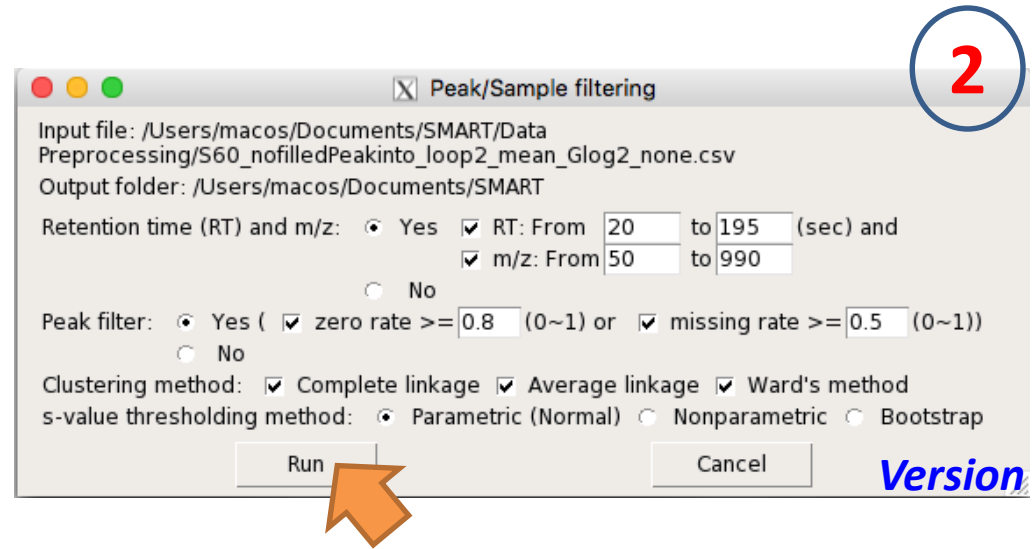 2
Peak/Sample filtering
Input file: /Users/macos/Documents/SMART/Data
Preprocessing/S60_nofilledPeakinto_loop2_mean_Glog2_none.csv
Output folder: /Users/macos/Documents/SMART
Retention time (RT) and m/z: Yes RT: From 20 to 195 (sec) and
m/z: From 50 to 990
No
Peak filter: Yes ( zero rate >= 0.8 (0~1) or missing rate >= 0.5 (0~1))
No
Clustering method: Complete linkage Average linkage Ward's method
s-value thresholding method: Parametric (Normal) Nonparametric Bootstrap
Run Cancel
Version